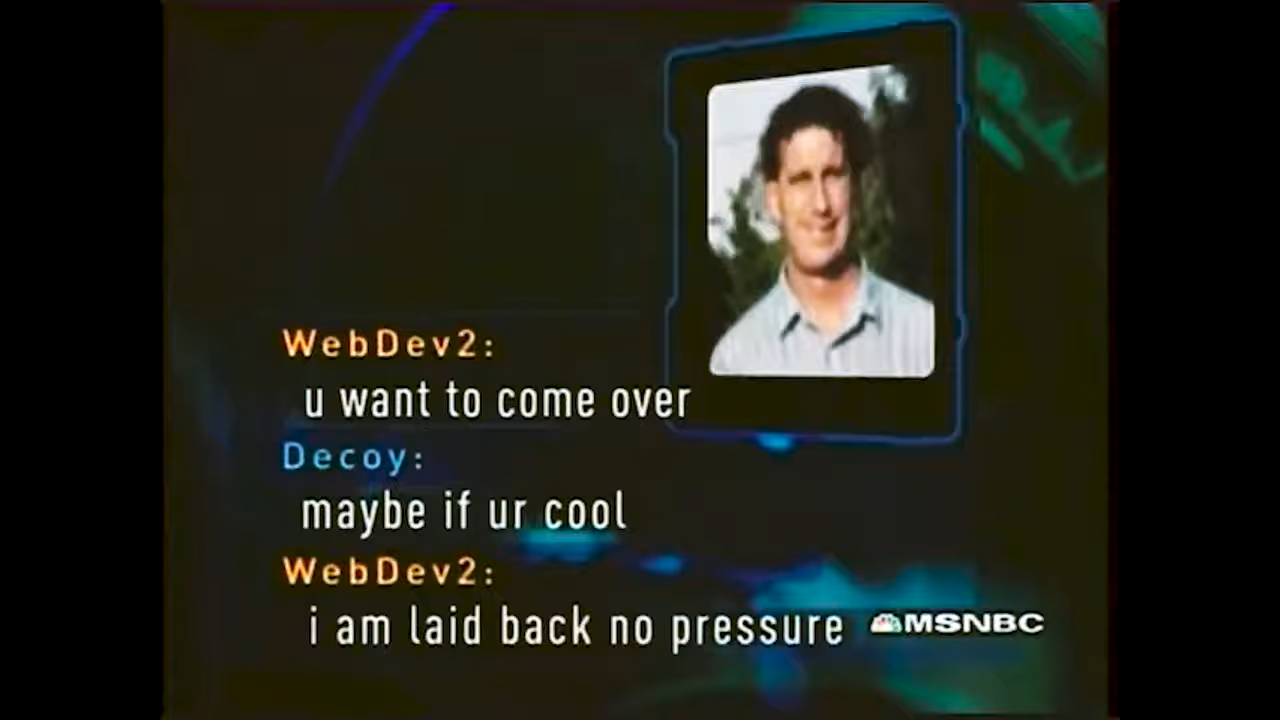 WebDev2:
u want to come over
Decoy:
maybe if ur cool
WebDev2:
i am laid back no pressure
MSNBC